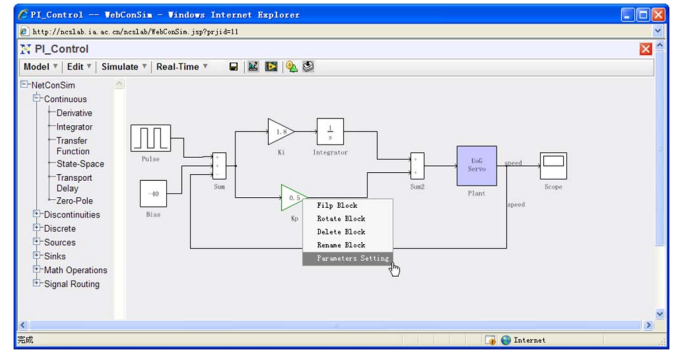 PI_Control -- WebConSim - Windows Internet Explorer
http://ncslab.ia.ac.cn/ncslab/WebConSim.jsp?prjid=11
PI_Control
Model Edit Simulate Real-Time
NetConSim
Continuous
Derivative
Integrator
Transfer
Function
State-Space
Transport
Delay
Zero-Pole
Discontinuities
Discrete
Sources
Sinks
Math Operations
Signal Routing
Pulse
-40
Bias
Sum
1.8
Ki
1
s
Integrator
0.5
Kp
Filp Block
Rotate Block
Delete Block
Rename Block
Parameters Setting
Sum2
UoG
Servo
Plant
speed
speed
Scope
完成
Internet